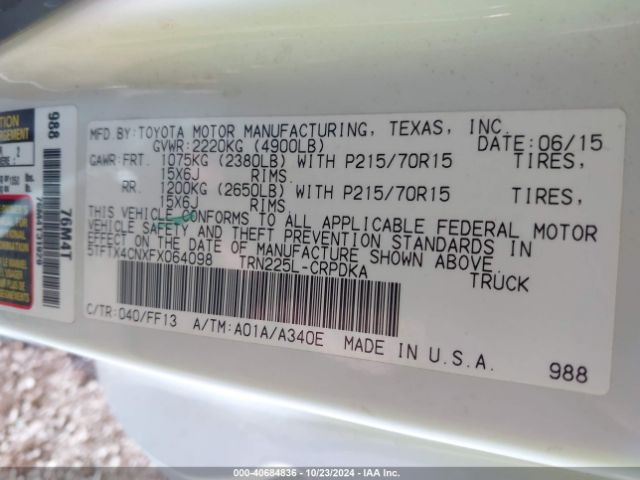 MFD BY:TOYOTA MOTOR MANUFACTURING, TEXAS, INC.
GVWR:2220KG (4900LB) DATE: 06/15
GAWR:FRT. 1075KG (2380LB) WITH P215/70R15 TIRES,
15X6J RIMS.
RR. 1200KG (2650LB) WITH P215/70R15 TIRES,
15X6J RIMS.
THIS VEHICLE CONFORMS TO ALL APPLICABLE FEDERAL MOTOR
VEHICLE SAFETY AND THEFT PREVENTION STANDARDS IN
EFFECT ON THE DATE OF MANUFACTURE SHOWN ABOVE.
5TFTX4CNXFX064098 TRN225L-CRPDKA TRUCK
C/TR:040/FF13 A/TM:A01A/A340E MADE IN U.S.A. 988
988
76M4T
000-40684836 | 10/23/2024 | IAA Inc.